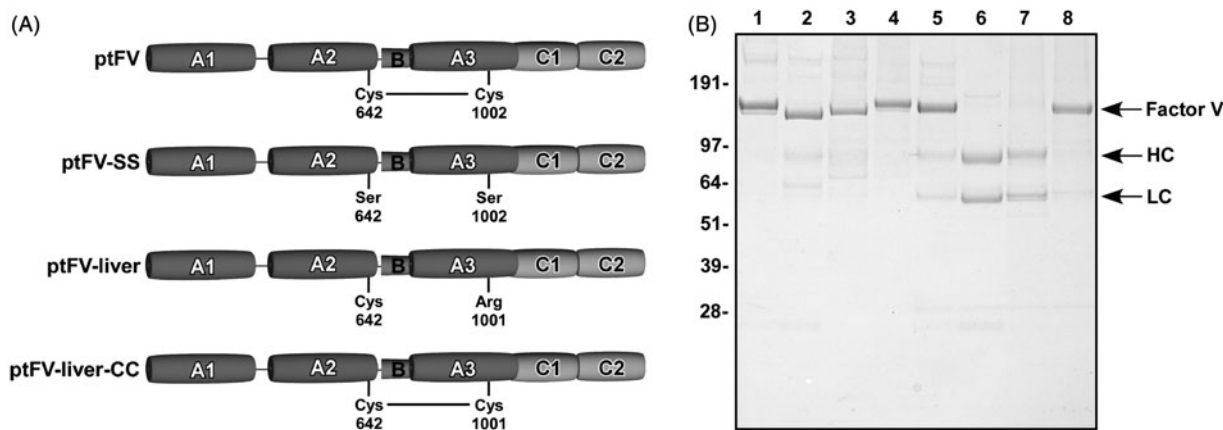 (A)
ptFV A1 A2 B A3 C1 C2
Cys Cys
642 1002
ptFV-SS A1 A2 B A3 C1 C2
Ser Ser
642 1002
ptFV-liver A1 A2 B A3 C1 C2
Cys Arg
642 1001
ptFV-liver-CC A1 A2 B A3 C1 C2
Cys Cys
642 1001
(B)
1 2 3 4 5 6 7 8
191-
Factor V
97-
HC
64-
LC
51-
39-
28-